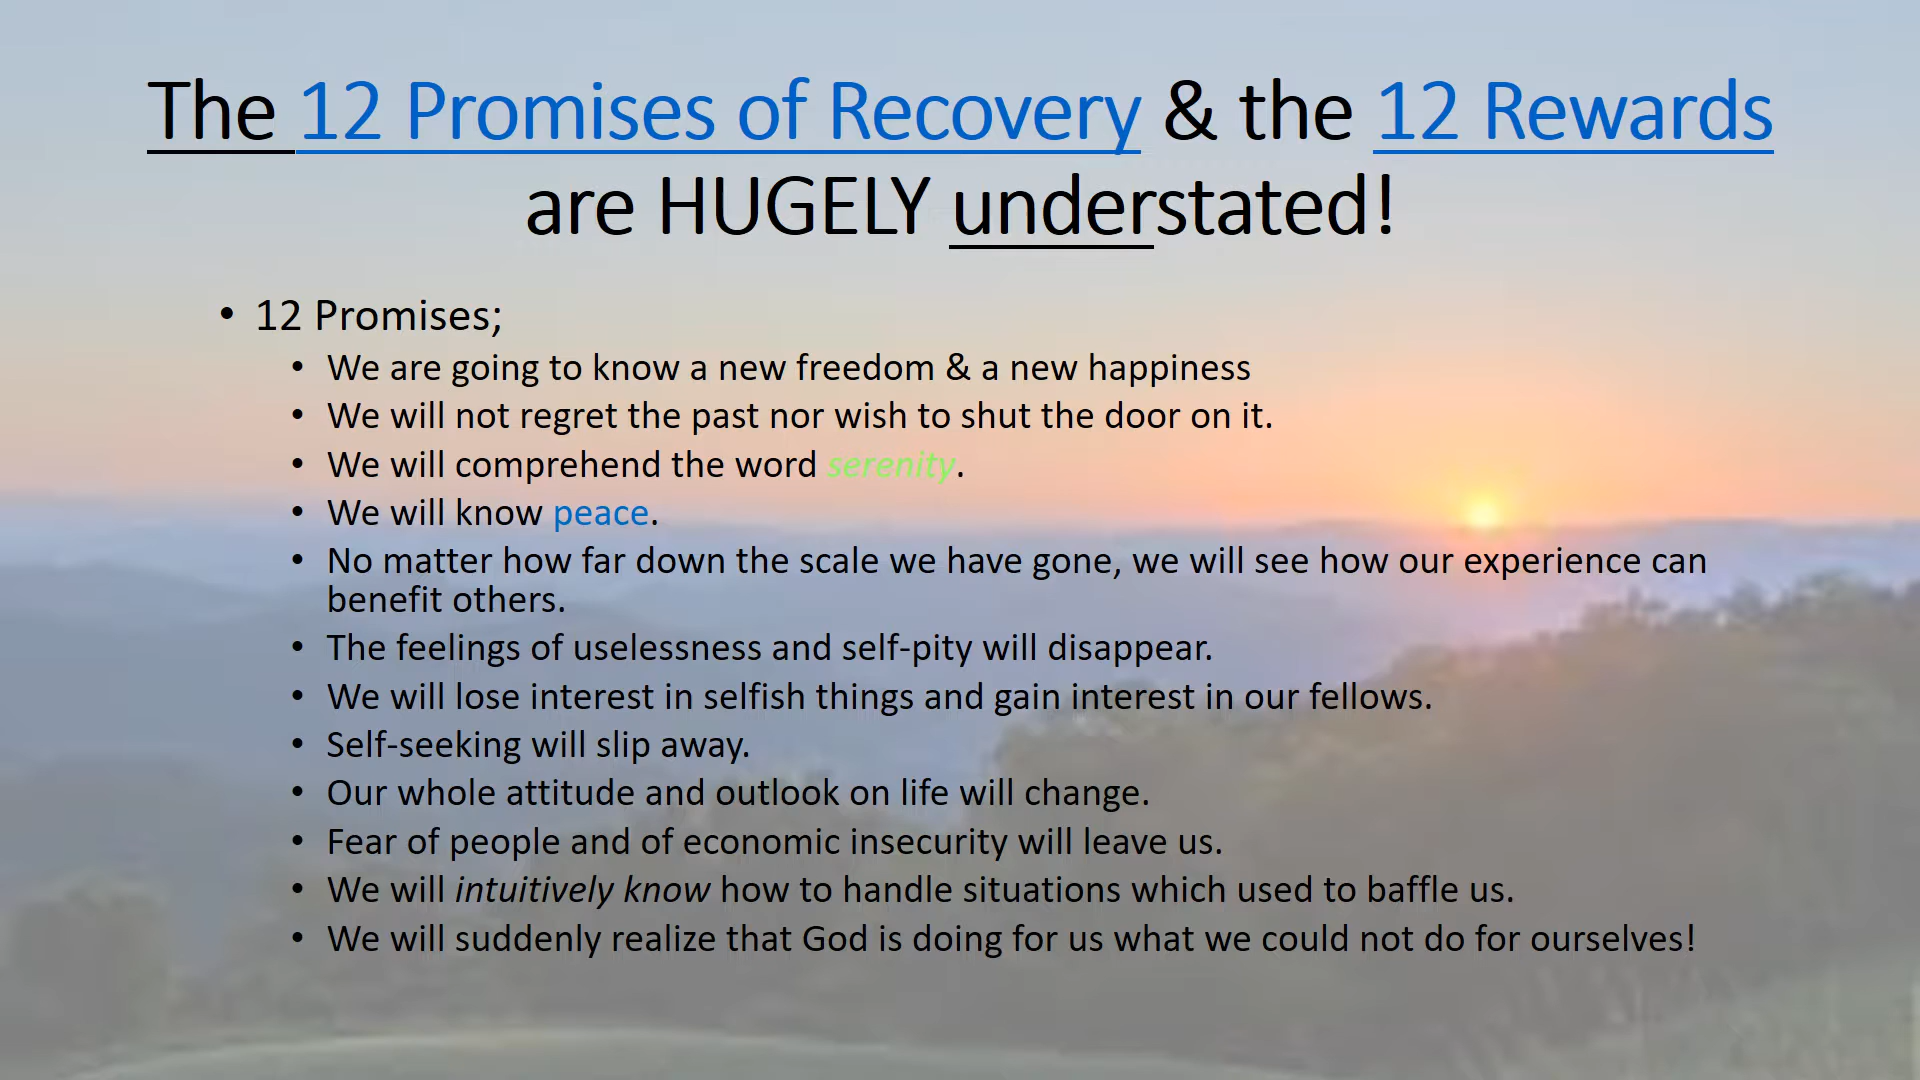 The 12 Promises of Recovery & the 12 Rewards
are HUGELY understated!
• 12 Promises;
• We are going to know a new freedom & a new happiness
• We will not regret the past nor wish to shut the door on it.
• We will comprehend the word serenity.
• We will know peace.
• No matter how far down the scale we have gone, we will see how our experience can
benefit others.
• The feelings of uselessness and self-pity will disappear.
• We will lose interest in selfish things and gain interest in our fellows.
• Self-seeking will slip away.
• Our whole attitude and outlook on life will change.
• Fear of people and of economic insecurity will leave us.
• We will intuitively know how to handle situations which used to baffle us.
• We will suddenly realize that God is doing for us what we could not do for ourselves!